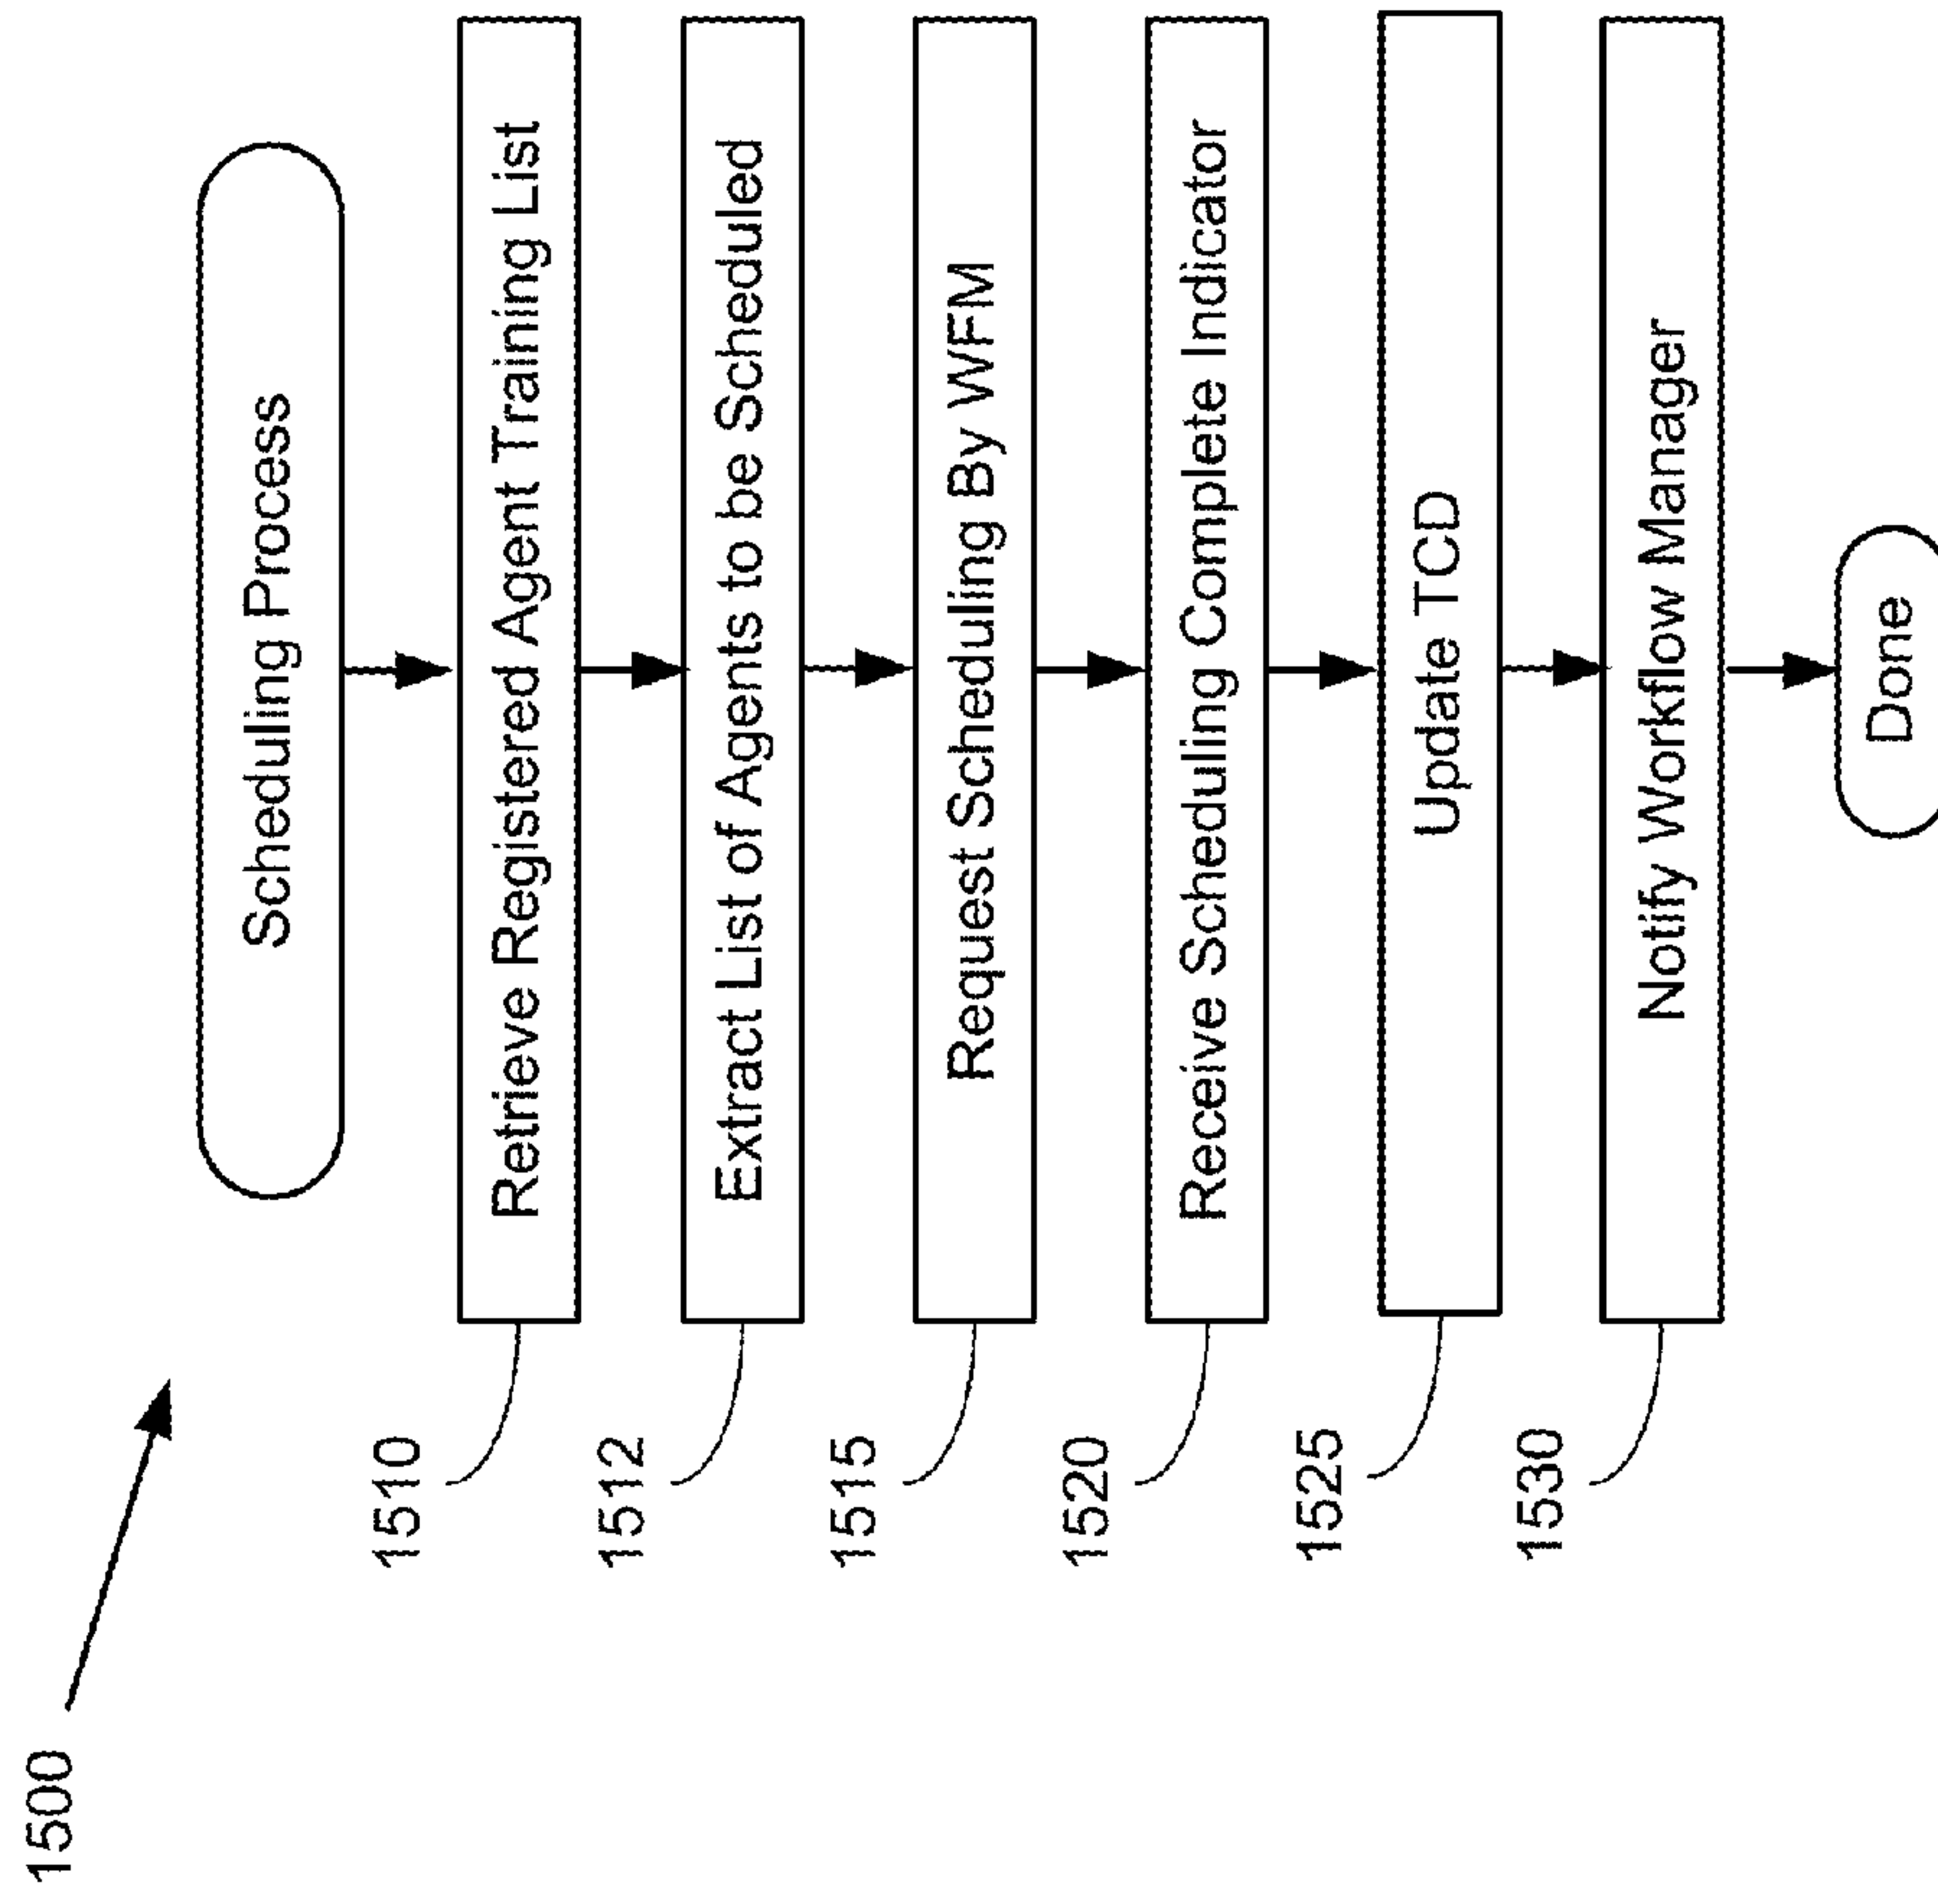 1500
Scheduling Process
1510
Retrieve Registered Agent Training List
1512
Extract List of Agents to be Scheduled
1515
Request Scheduling By WFM
1520
Receive Scheduling Complete Indicator
1525
Update TCD
1530
Notify Workflow Manager
Done